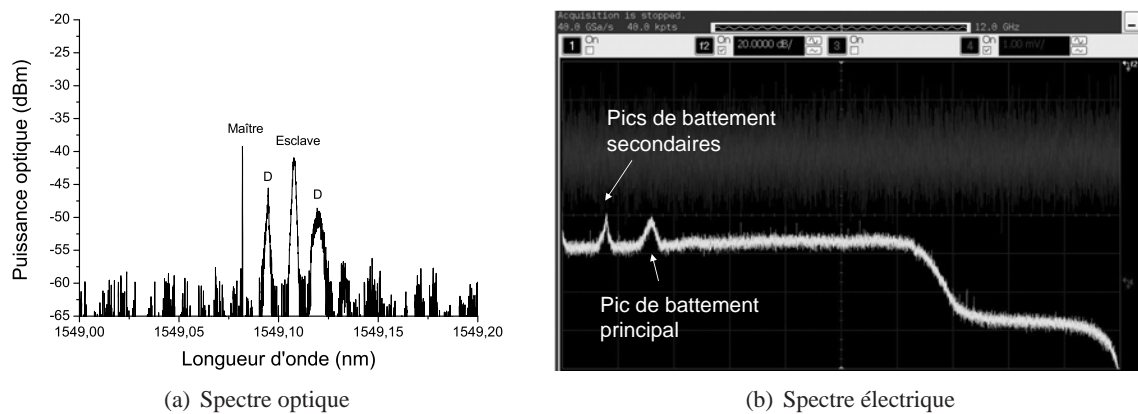 -20
-25
-30
-35
-40
-45
-50
-55
-60
-65
Puissance optique (dBm)
Maître
Esclave
D
D
1549,00
1549,05
1549,10
1549,15
1549,20
Longueur d'onde (nm)
(a) Spectre optique
Acquisition is stopped.
40.0 GSa/s 40.0 kpts
12.0 GHz
1 On
f2 On 20.0000 dB/
3 On
4 On 1.00 mV/
f2
Pics de battement
secondaires
Pic de battement
principal
(b) Spectre électrique